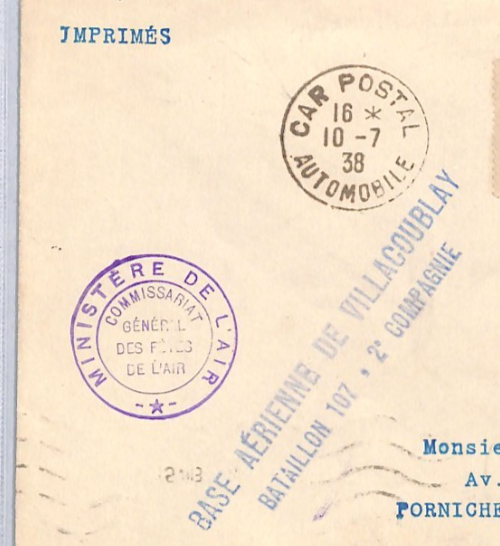 IMPRIMÉS
CAR POSTAL
16 *
10 -7
38
AUTOMOBILE
MINISTÈRE DE L'AIR
COMMISSARIAT
GÉNÉRAL
DES FÊTES
DE L'AIR
BASE AÉRIENNE DE VILLACOUBLAY
BATAILLON 107 • 2e COMPAGNIE
Monsie
Av.
PORNICHE